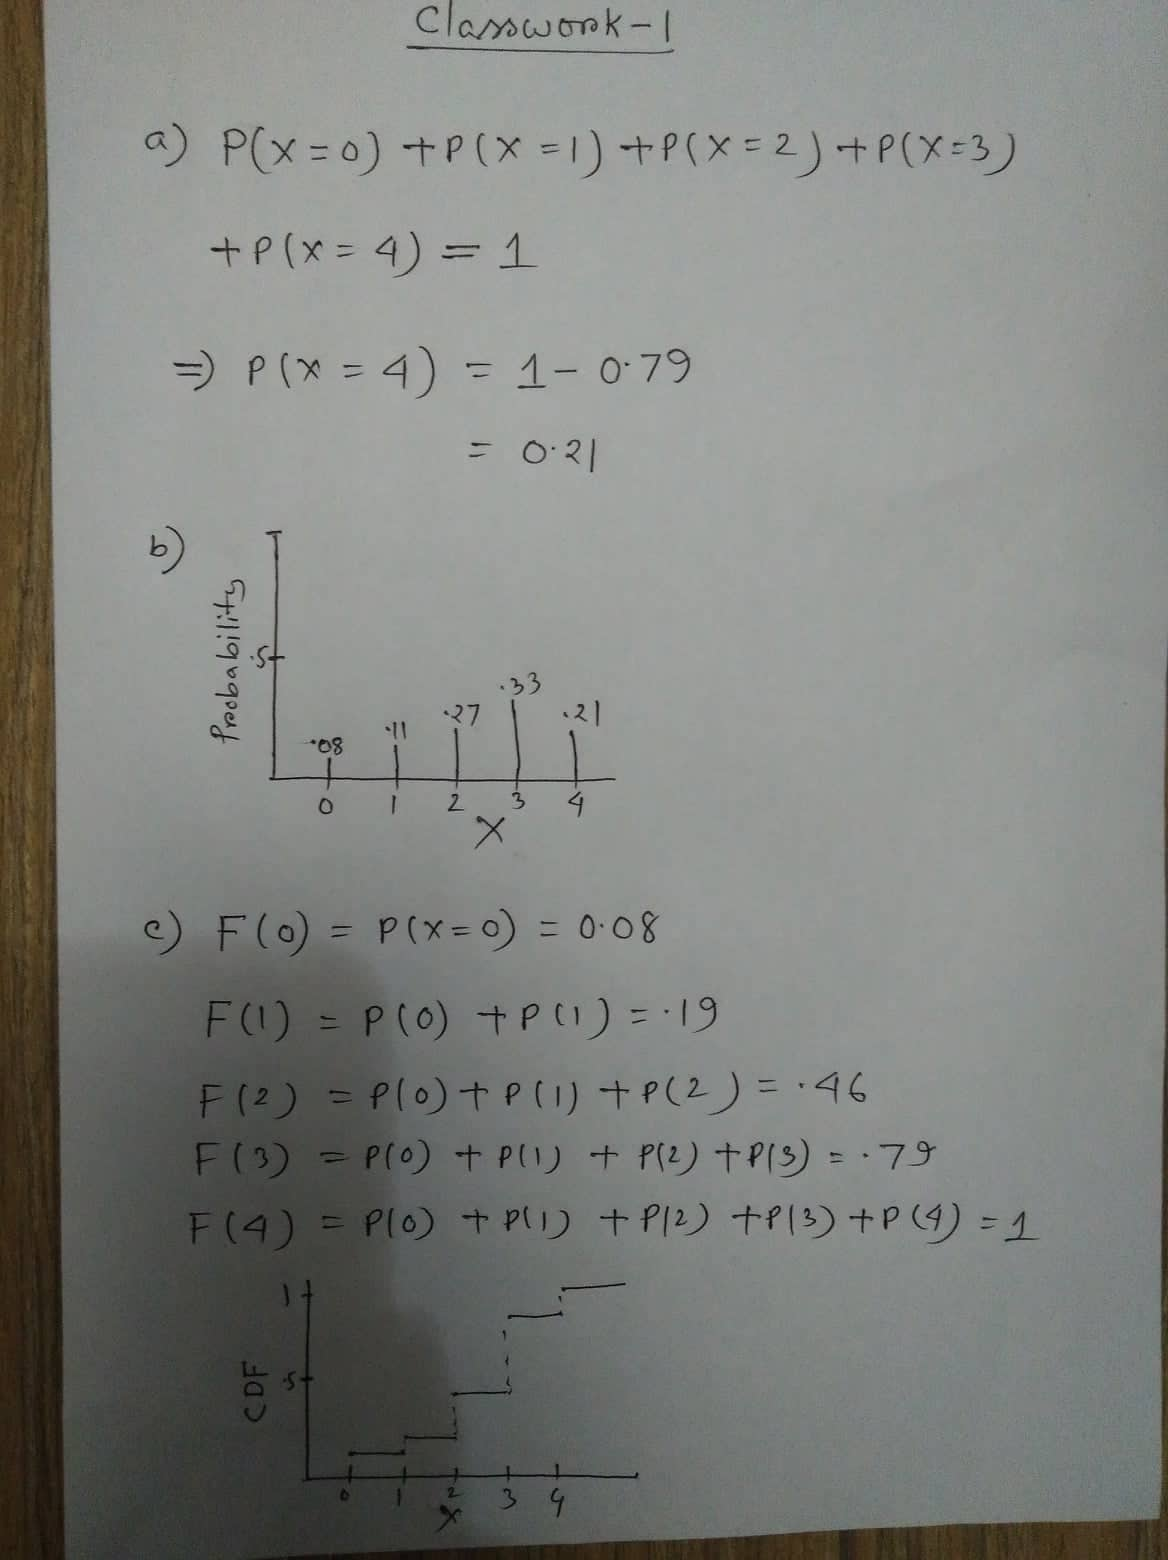 Classwork-1
a) P(X=0) +P(X=1)+P(X=2)+P(X=3)
+P(X=4) = 1
⇒ P(X=4) = 1-0.79
= 0.21
b)
Probability
.5
.08 .11 .27 .33 .21
0 1 2 3 4
X
c) F(0) = P(X=0) = 0.08
F(1) = P(0) +P(1) = .19
F(2) = P(0)+P(1)+P(2) = .46
F(3) = P(0) + P(1) + P(2) +P(3) = .79
F(4) = P(0) + P(1) + P(2) +P(3)+P(4) = 1
1
CDF
.5
0 1 2 3 4
X